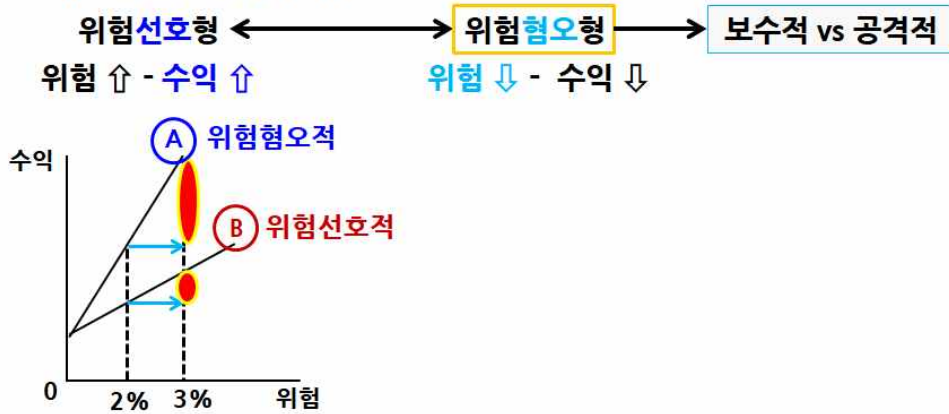 위험선호형 위험혐오형 보수적 vs 공격적
위험 ⇧ - 수익 ⇧ 위험 ⇩ - 수익 ⇩
A 위험혐오적
수익
B 위험선호적
0
2% 3% 위험